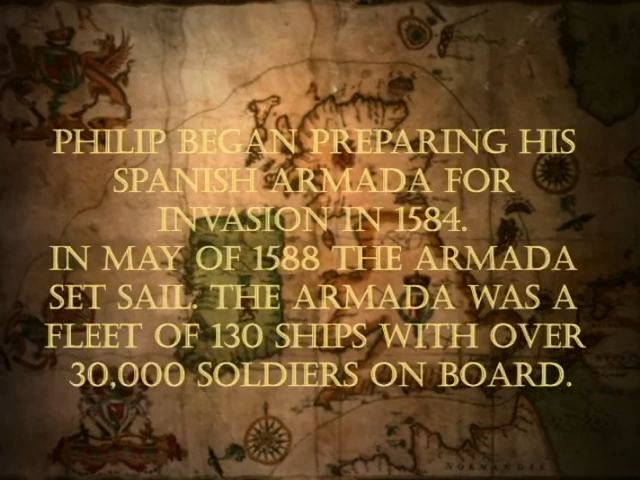 PHILIP BEGAN PREPARING HIS
SPANISH ARMADA FOR
INVASION IN 1584.
IN MAY OF 1588 THE ARMADA
SET SAIL. THE ARMADA WAS A
FLEET OF 130 SHIPS WITH OVER
30,000 SOLDIERS ON BOARD.
NORMANDIE